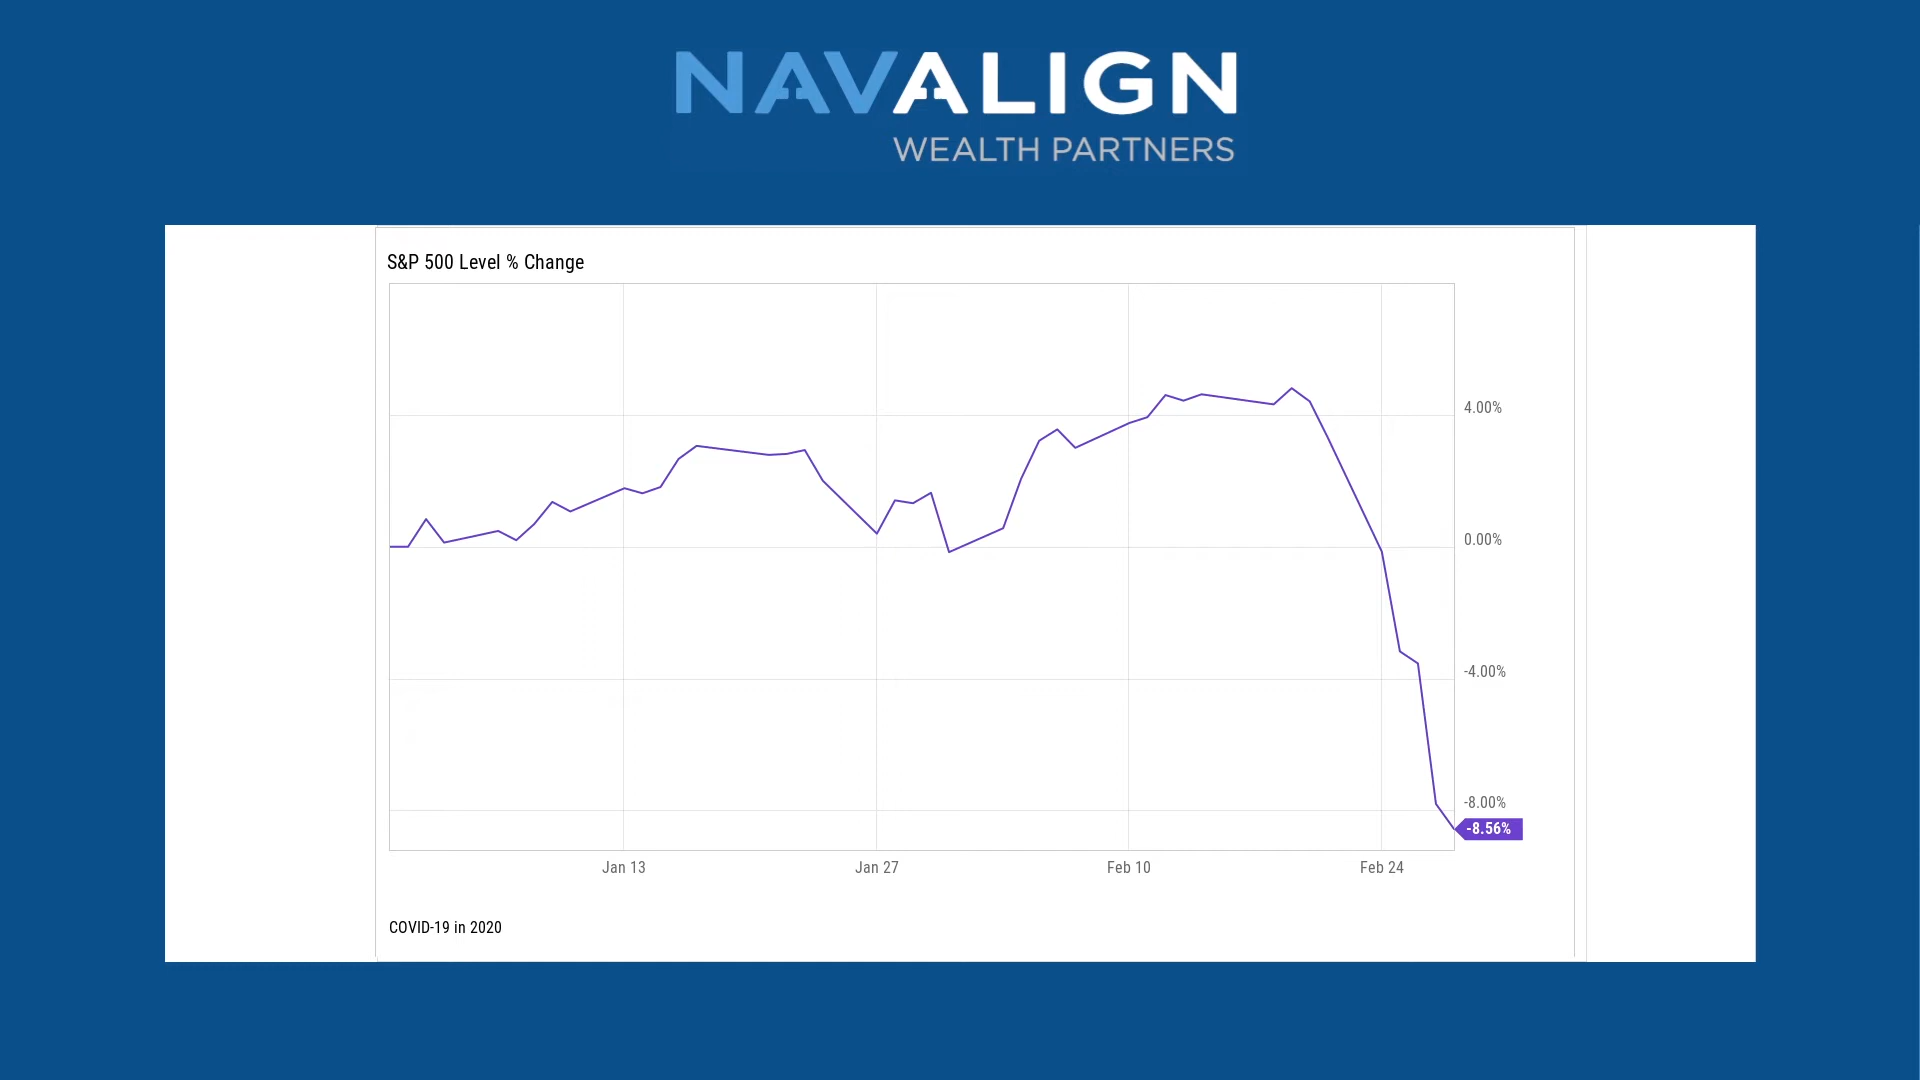 NAVALIGN
WEALTH PARTNERS
S&P 500 Level % Change
4.00%
0.00%
-4.00%
-8.00%
-8.56%
Jan 13 Jan 27 Feb 10 Feb 24
COVID-19 in 2020